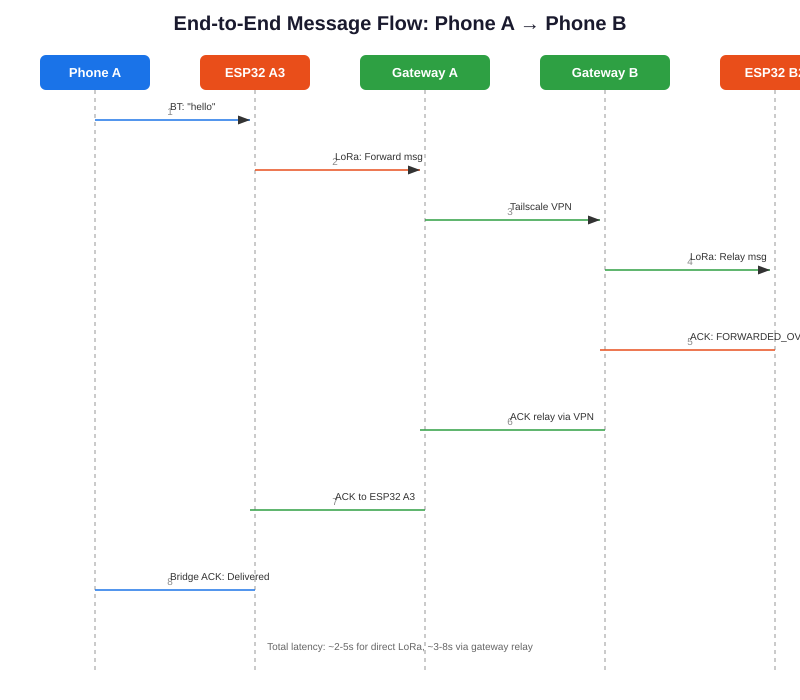 End-to-End Message Flow: Phone A → Phone B
Phone A
ESP32 A3
Gateway A
Gateway B
ESP32 B2
BT: "hello"
1
LoRa: Forward msg
2
Tailscale VPN
3
LoRa: Relay msg
4
ACK: FORWARDED_OV
5
ACK relay via VPN
6
ACK to ESP32 A3
7
Bridge ACK: Delivered
8
Total latency: ~2-5s for direct LoRa, ~3-8s via gateway relay